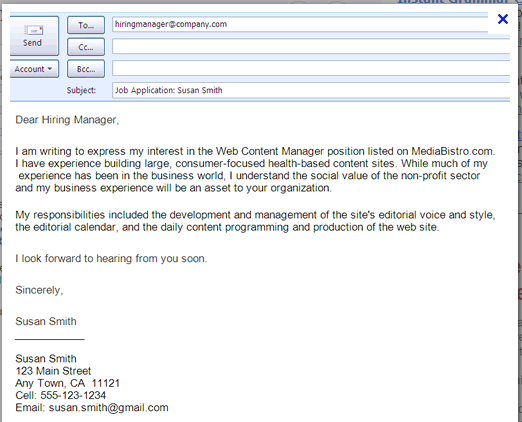 Instant Grammar C
To...
hiringmanager@company.com
Send
Cc...
Account
Bcc...
Subject:
Job Application: Susan Smith
Dear Hiring Manager,
I am writing to express my interest in the Web Content Manager position listed on MediaBistro.com.
I have experience building large, consumer-focused health-based content sites. While much of my
experience has been in the business world, I understand the social value of the non-profit sector
and my business experience will be an asset to your organization.
My responsibilities included the development and management of the site's editorial voice and style,
the editorial calendar, and the daily content programming and production of the web site.
I look forward to hearing from you soon.
Sincerely,
Susan Smith
Susan Smith
123 Main Street
Any Town, CA 11121
Cell: 555-123-1234
Email: susan.smith@gmail.com